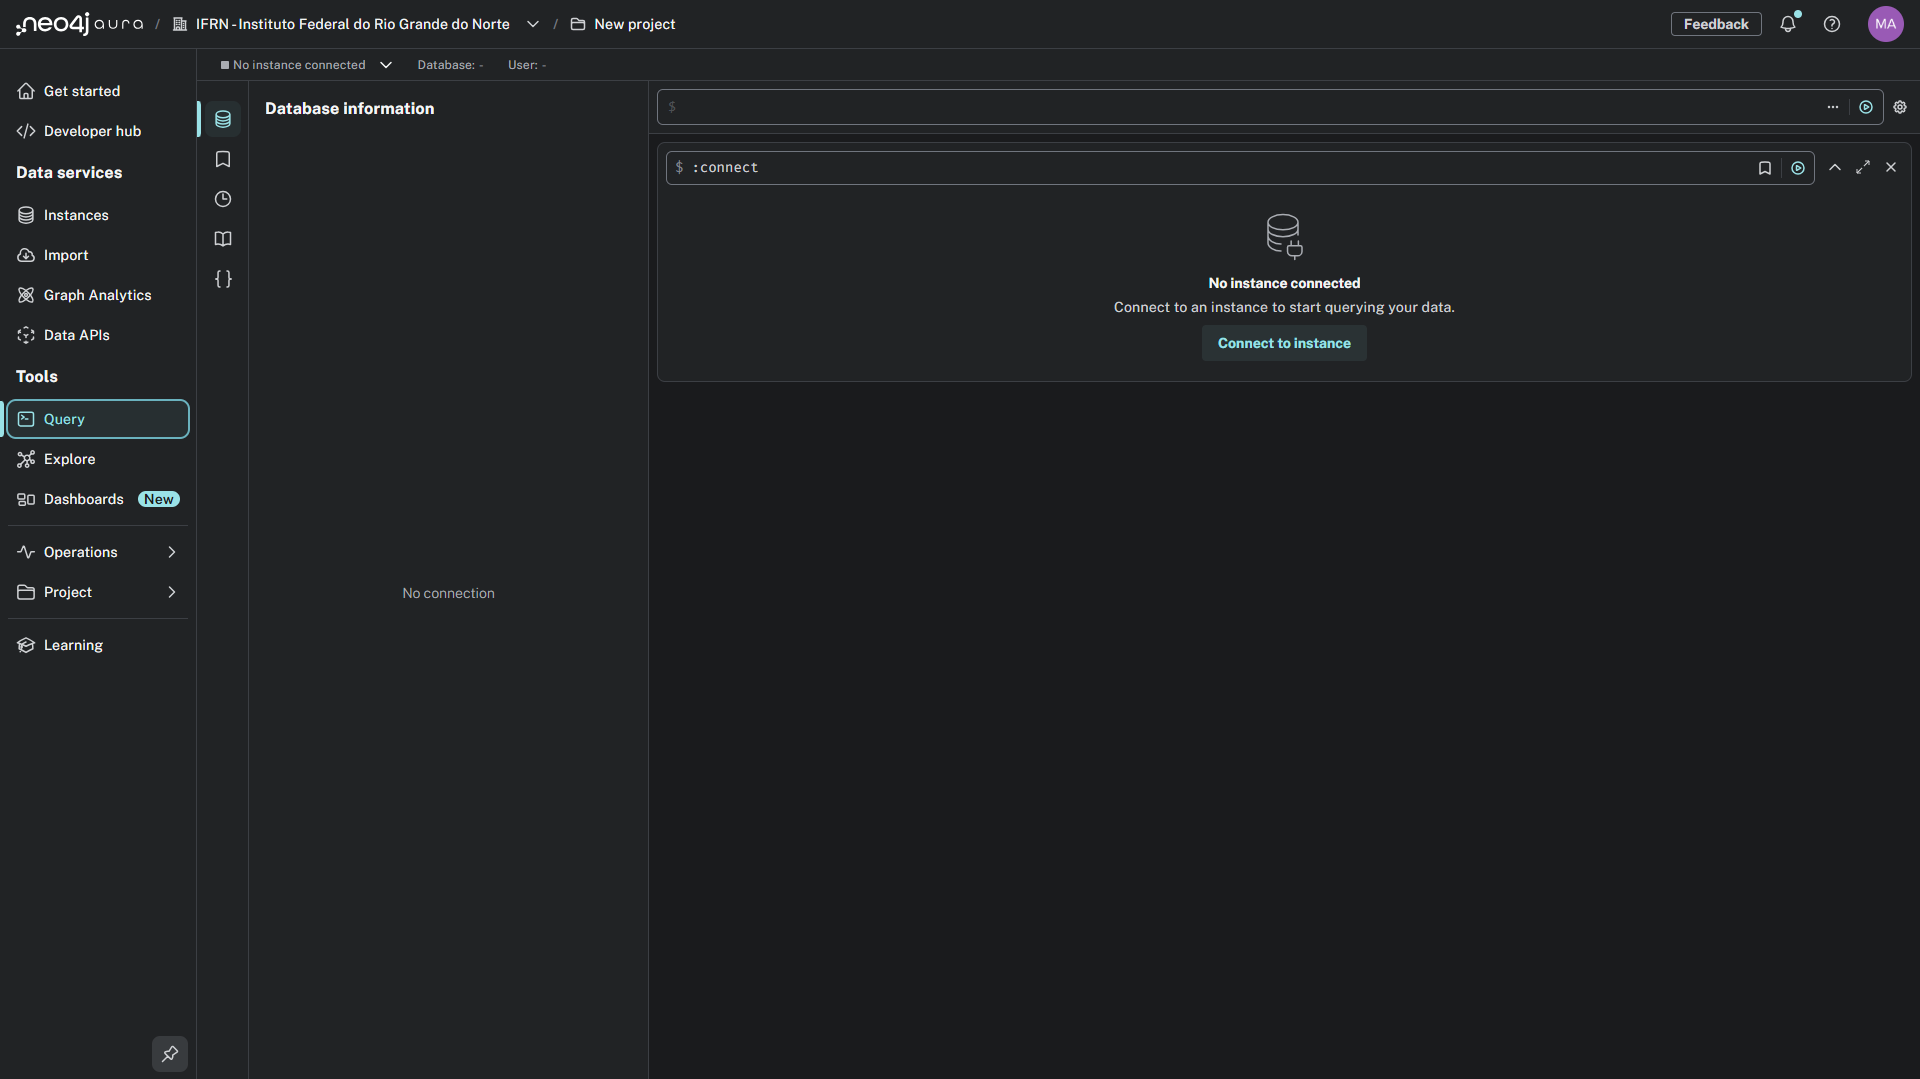 neo4j aura / IFRN - Instituto Federal do Rio Grande do Norte / New project
Feedback
MA
No instance connected
Database: -
User: -
Get started
Developer hub
Data services
Instances
Import
Graph Analytics
Data APIs
Tools
Query
Explore
Dashboards New
Operations
Project
Learning
Database information
No connection
$
$ :connect
No instance connected
Connect to an instance to start querying your data.
Connect to instance